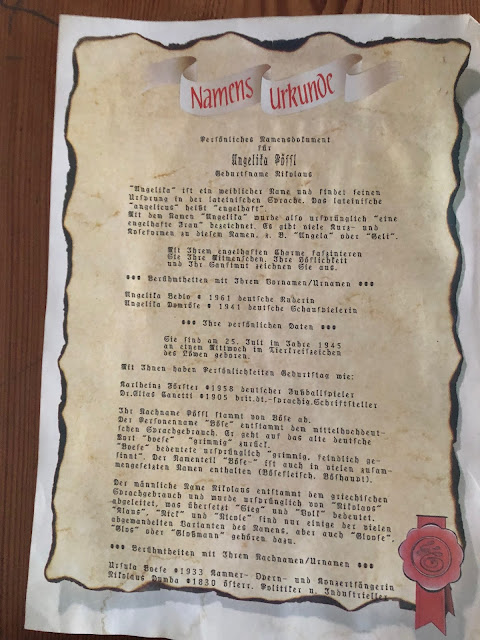 Namens Urkunde
Persönliches Namensdokument
für
Angelika Pößl
Geburtsname Nikolaus
"Angelika" ist ein weiblicher Name und findet seinen
Ursprung in der lateinischen Sprache. Das lateinische
"angelicus" heißt "engelhaft".
Mit dem Namen "Angelika" wurde also ursprünglich "eine
engelhafte Frau" bezeichnet. Es gibt viele Kurz- und
Koseformen zu diesem Namen, z. B. "Angela" oder "Geli".
Mit Ihrem engelhaften Charme faszinieren
Sie Ihre Mitmenschen. Ihre Höflichkeit
und Ihr Sanftmut zeichnen Sie aus.
*** Berühmtheiten mit Ihrem Vornamen/Urnamen ***
Angelika * 1961 deutsche Ruderin
Angelika Domröse * 1941 deutsche Schauspielerin
*** Ihre persönlichen Daten ***
Sie sind am 25. Juli im Jahre 1945
an einem Mittwoch im Tierkreiszeichen
des Löwen geboren.
Mit Ihnen haben Persönlichkeiten Geburtstag wie:
Karlheinz Förster *1958 deutscher Fußballspieler
Dr.Elias Canetti *1905 brit.dt.-sprachig.Schriftsteller
Ihr Nachname Pößl stammt von Böse ab.
Der Personenname "Böse" entstammt dem mittelhochdeut-
schen Sprachgebrauch. Er geht auf das alte deutsche
Wort "boese" "grimmig" zurück.
"Boese" bedeutete ursprünglich "grimmig, feindlich ge-
sinnt". Der Namenteil "Böse-" ist auch in vielen zusam-
mengesetzten Namen enthalten (Bösefleisch, Böshaupt).
Der männliche Name Nikolaus entstammt dem griechischen
Sprachgebrauch und wurde ursprünglich von "Nikolaos"
abgeleitet, was übersetzt "Sieg" und "Volk" bedeutet.
"Klaus", "Nick" und "Nicole" sind nur einige der vielen
abgewandelten Varianten des Namens, aber auch
"Glos" oder "Gloßmann" gehören dazu.
*** Berühmtheiten mit Ihrem Nachnamen/Urnamen ***
Ursula Boese *1933 Kammer- Opern- und Konzertsängerin
Nikolaus Dumba *1830 österr. Politiker u. Industrieller